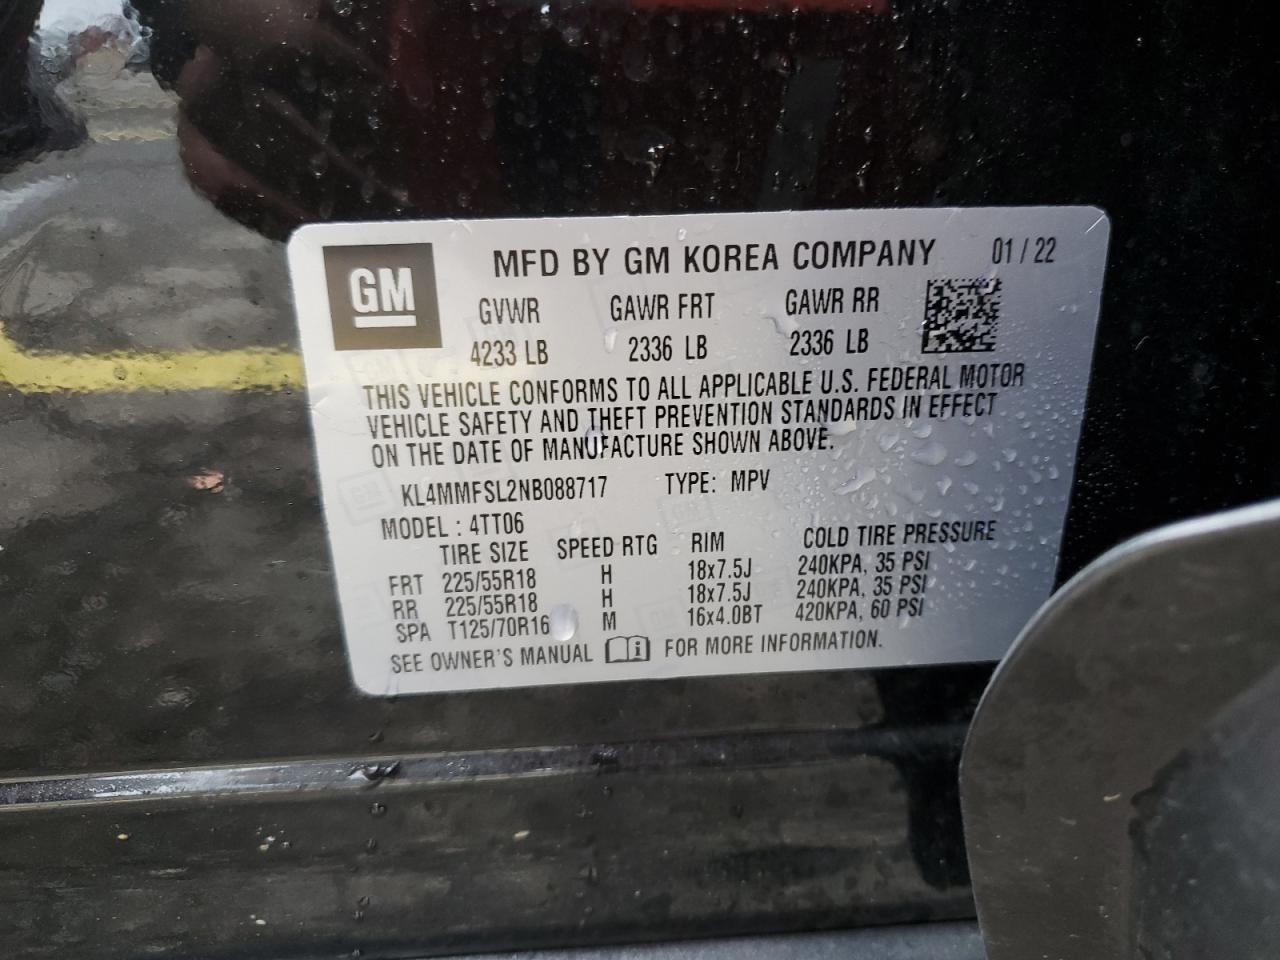 GM
MFD BY GM KOREA COMPANY 01 / 22
GVWR GAWR FRT GAWR RR
4233 LB 2336 LB 2336 LB
THIS VEHICLE CONFORMS TO ALL APPLICABLE U.S. FEDERAL MOTOR
VEHICLE SAFETY AND THEFT PREVENTION STANDARDS IN EFFECT
ON THE DATE OF MANUFACTURE SHOWN ABOVE.
KL4MMFSL2NB088717 TYPE: MPV
MODEL : 4TT06
TIRE SIZE SPEED RTG RIM COLD TIRE PRESSURE
FRT 225/55R18 H 18x7.5J 240KPA, 35 PSI
RR 225/55R18 H 18x7.5J 240KPA, 35 PSI
SPA T125/70R16 M 16x4.0BT 420KPA, 60 PSI
SEE OWNER'S MANUAL FOR MORE INFORMATION.